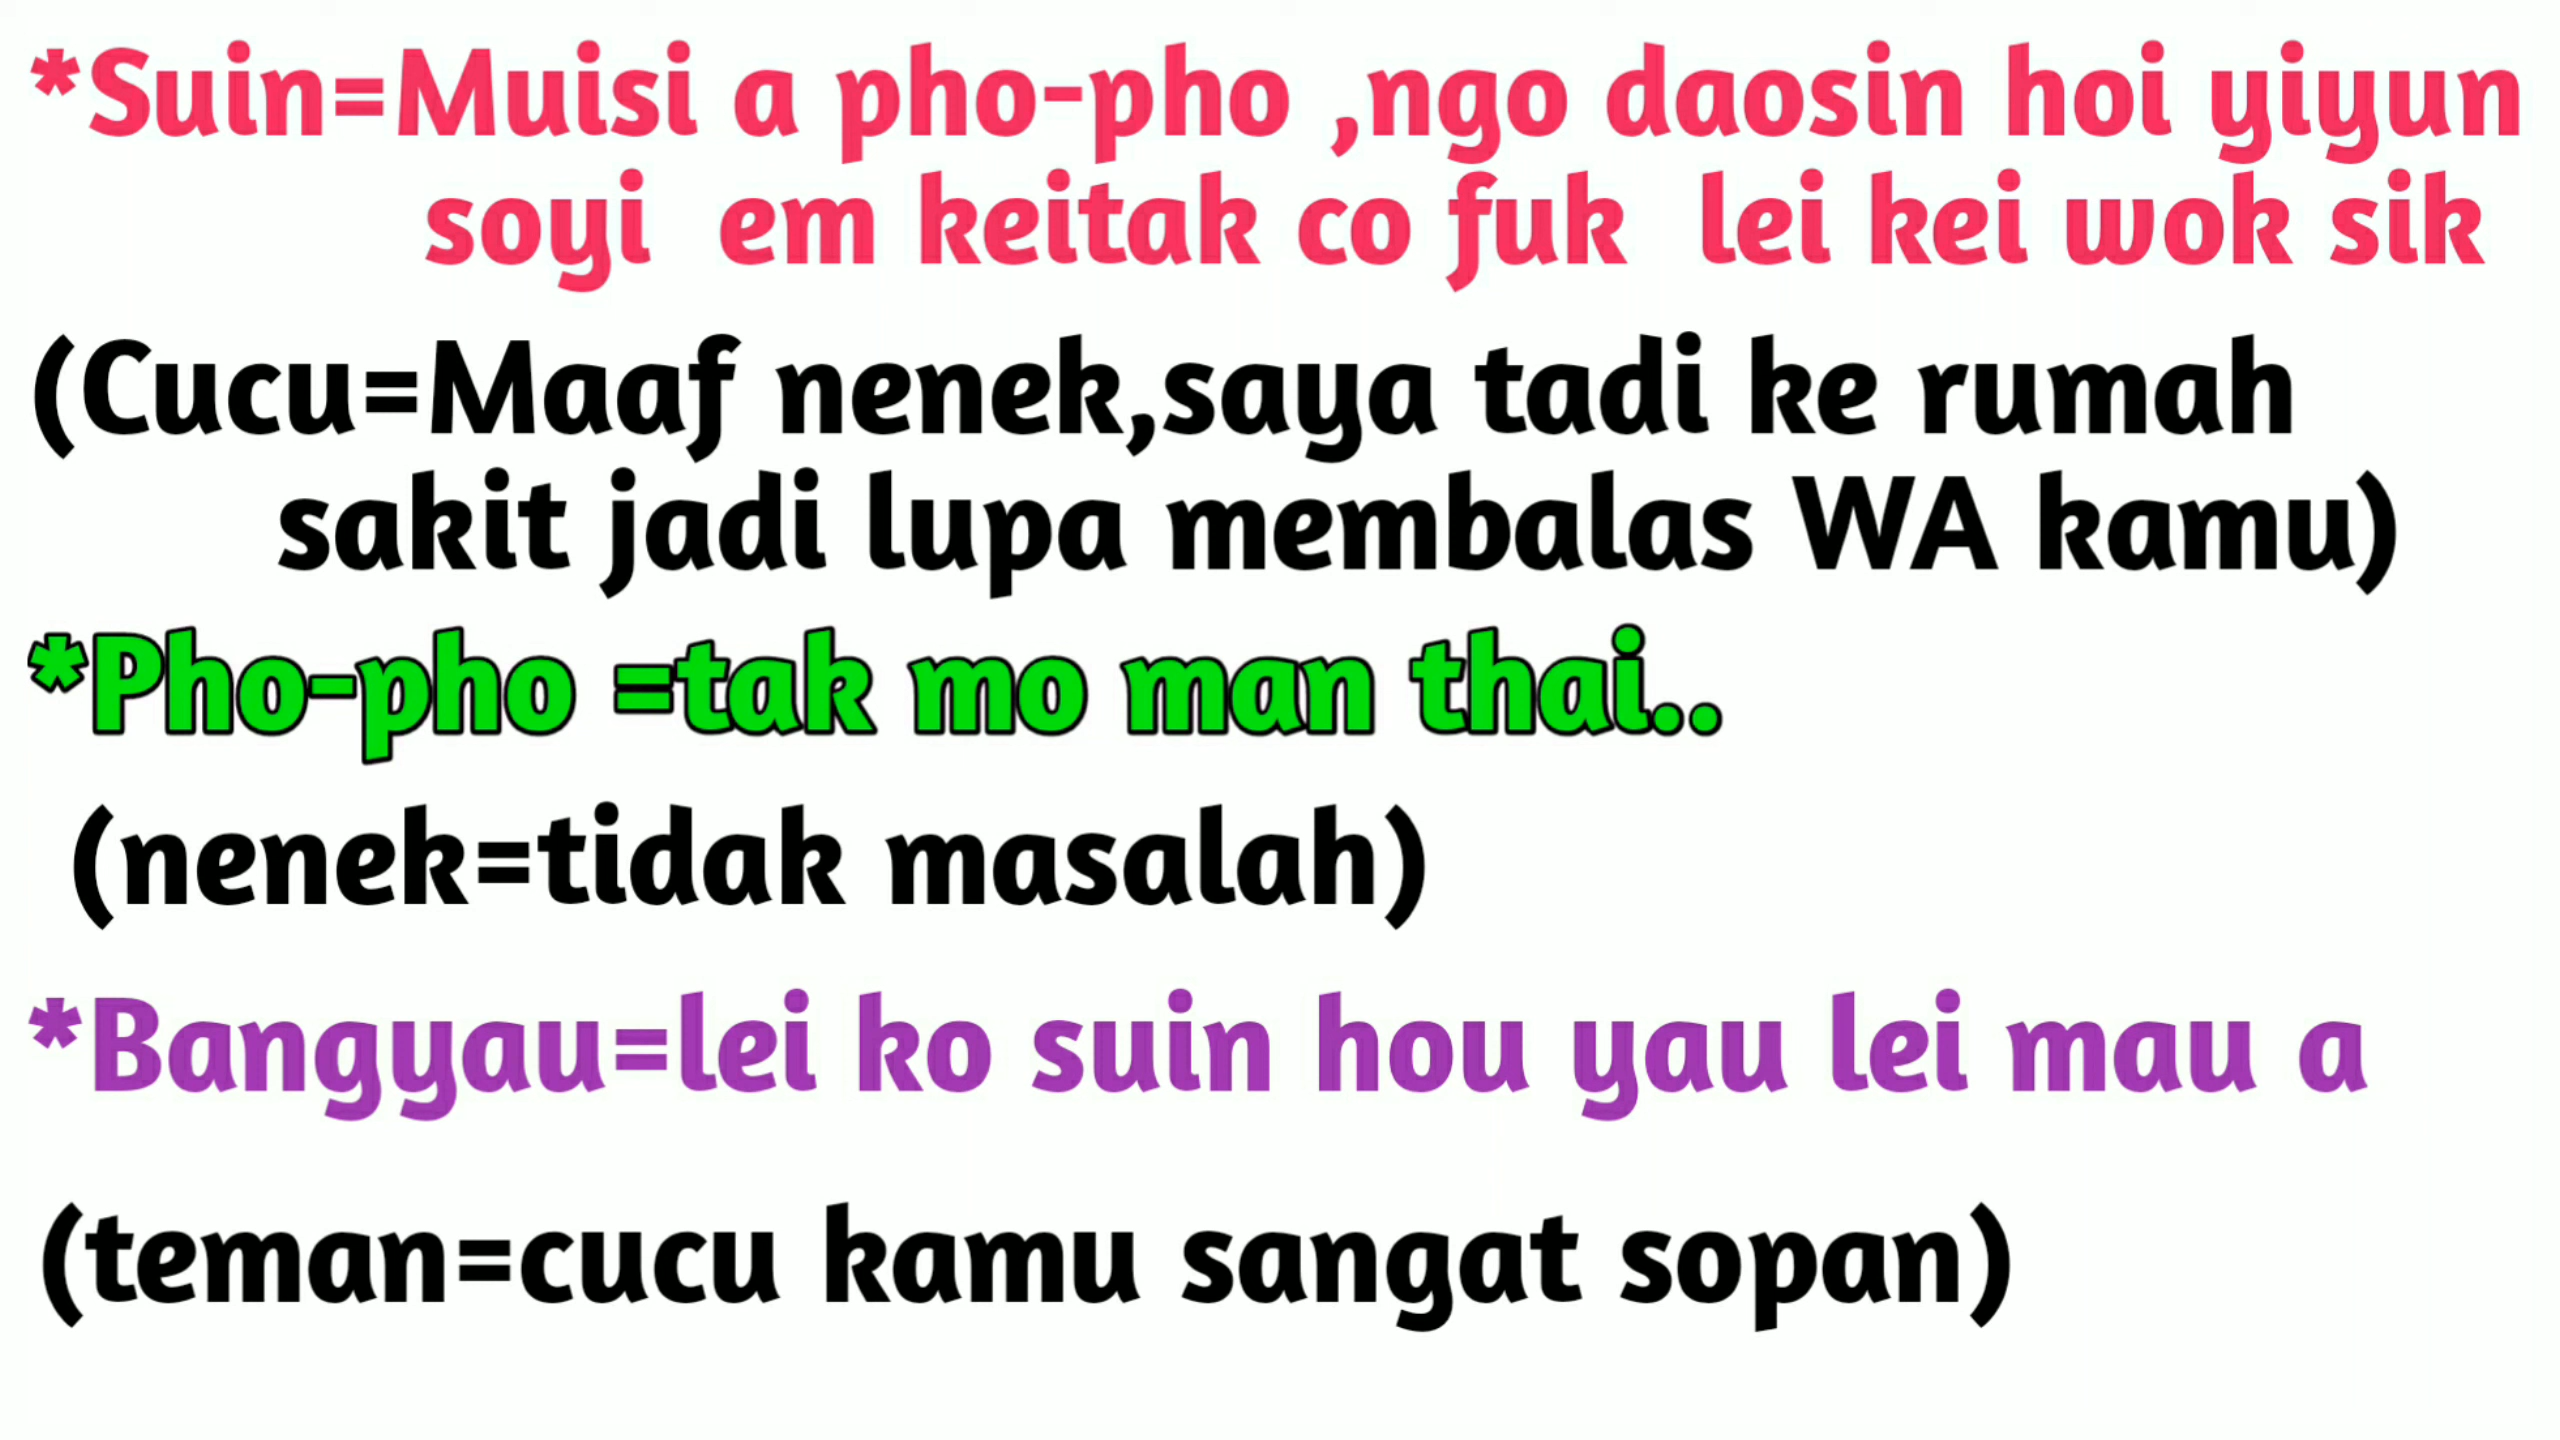 *Suin=Muisi a pho-pho ,ngo daosin hoi yiyun
soyi em keitak co fuk lei kei wok sik
(Cucu=Maaf nenek,saya tadi ke rumah
sakit jadi lupa membalas WA kamu)
*Pho-pho =tak mo man thai..
(nenek=tidak masalah)
*Bangyau=lei ko suin hou yau lei mau a
(teman=cucu kamu sangat sopan)